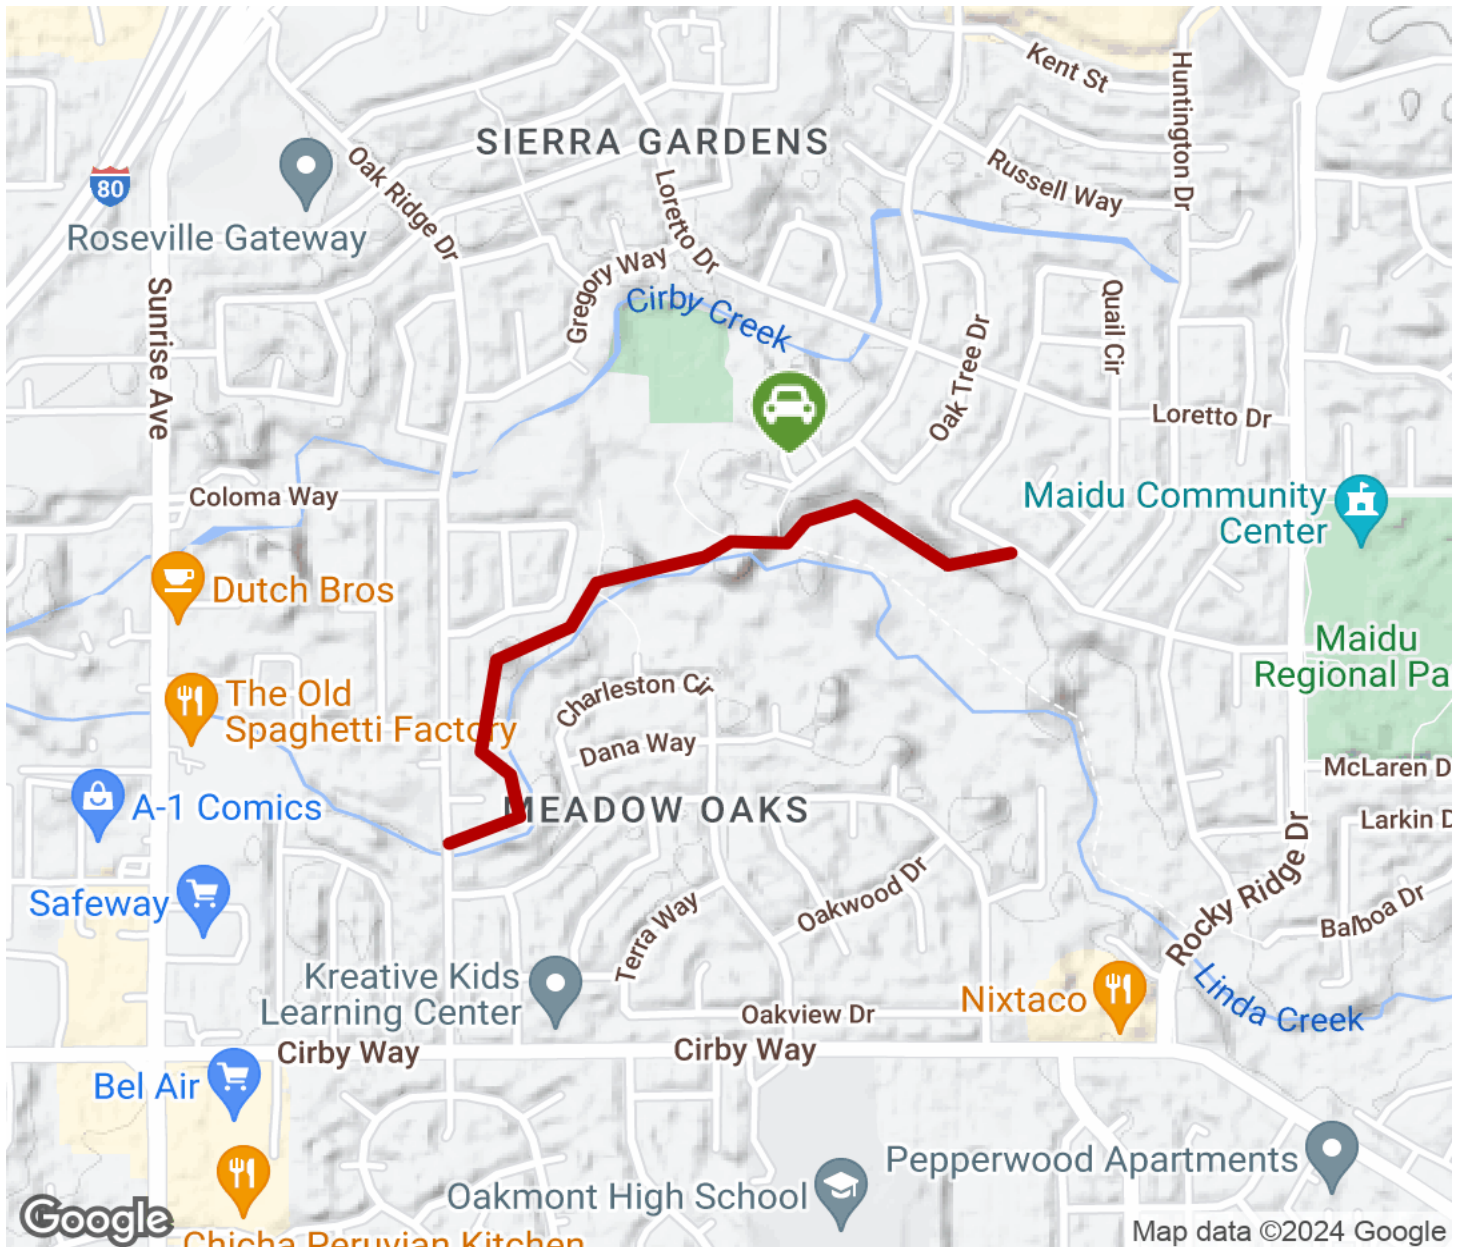 Kent St
Huntington Dr
SIERRA GARDENS
Oak Ridge Dr
Russell Way
80
Loretto Dr
Roseville Gateway
Gregory Way
Cirby Creek
Sunrise Ave
Quail Cir
Oak Tree Dr
Loretto Dr
Coloma Way
Maidu Community
Center
Dutch Bros
Maidu
Regional Pa
The Old
Spaghetti Factory
Charleston Cir
Dana Way
McLaren D
A-1 Comics
MEADOW OAKS
Larkin D
Rocky Ridge Dr
Safeway
Oakwood Dr
Balboa Dr
Terra Way
Kreative Kids
Learning Center
Nixtaco
Linda Creek
Oakview Dr
Cirby Way
Cirby Way
Bel Air
Pepperwood Apartments
Oakmont High School
Google
Chicha Peruvian Kitchen
Map data ©2024 Google